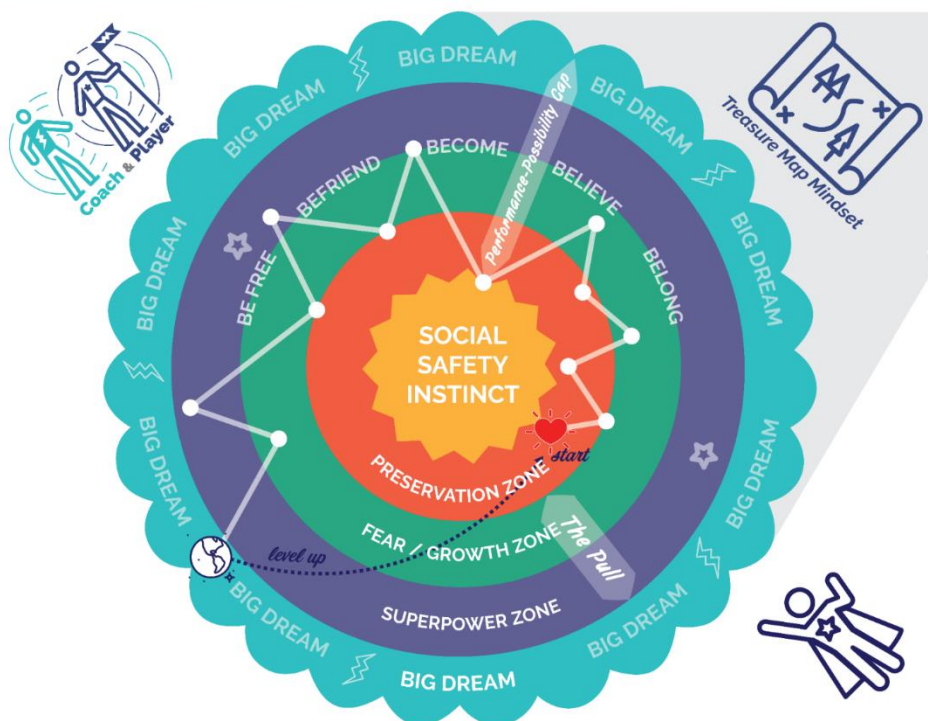 BIG DREAM
BIG DREAM
BIG DREAM
BIG DREAM
BIG DREAM
BIG DREAM
BIG DREAM
BIG DREAM
BIG DREAM
BIG DREAM
BIG DREAM
Coach & Player
Treasure Map Mindset
Performance-Possibility Gap
BE FREE
BEFRIEND
BECOME
BELIEVE
BELONG
SOCIAL
SAFETY
INSTINCT
start
PRESERVATION ZONE
FEAR / GROWTH ZONE
The Pull
level up
SUPERPOWER ZONE